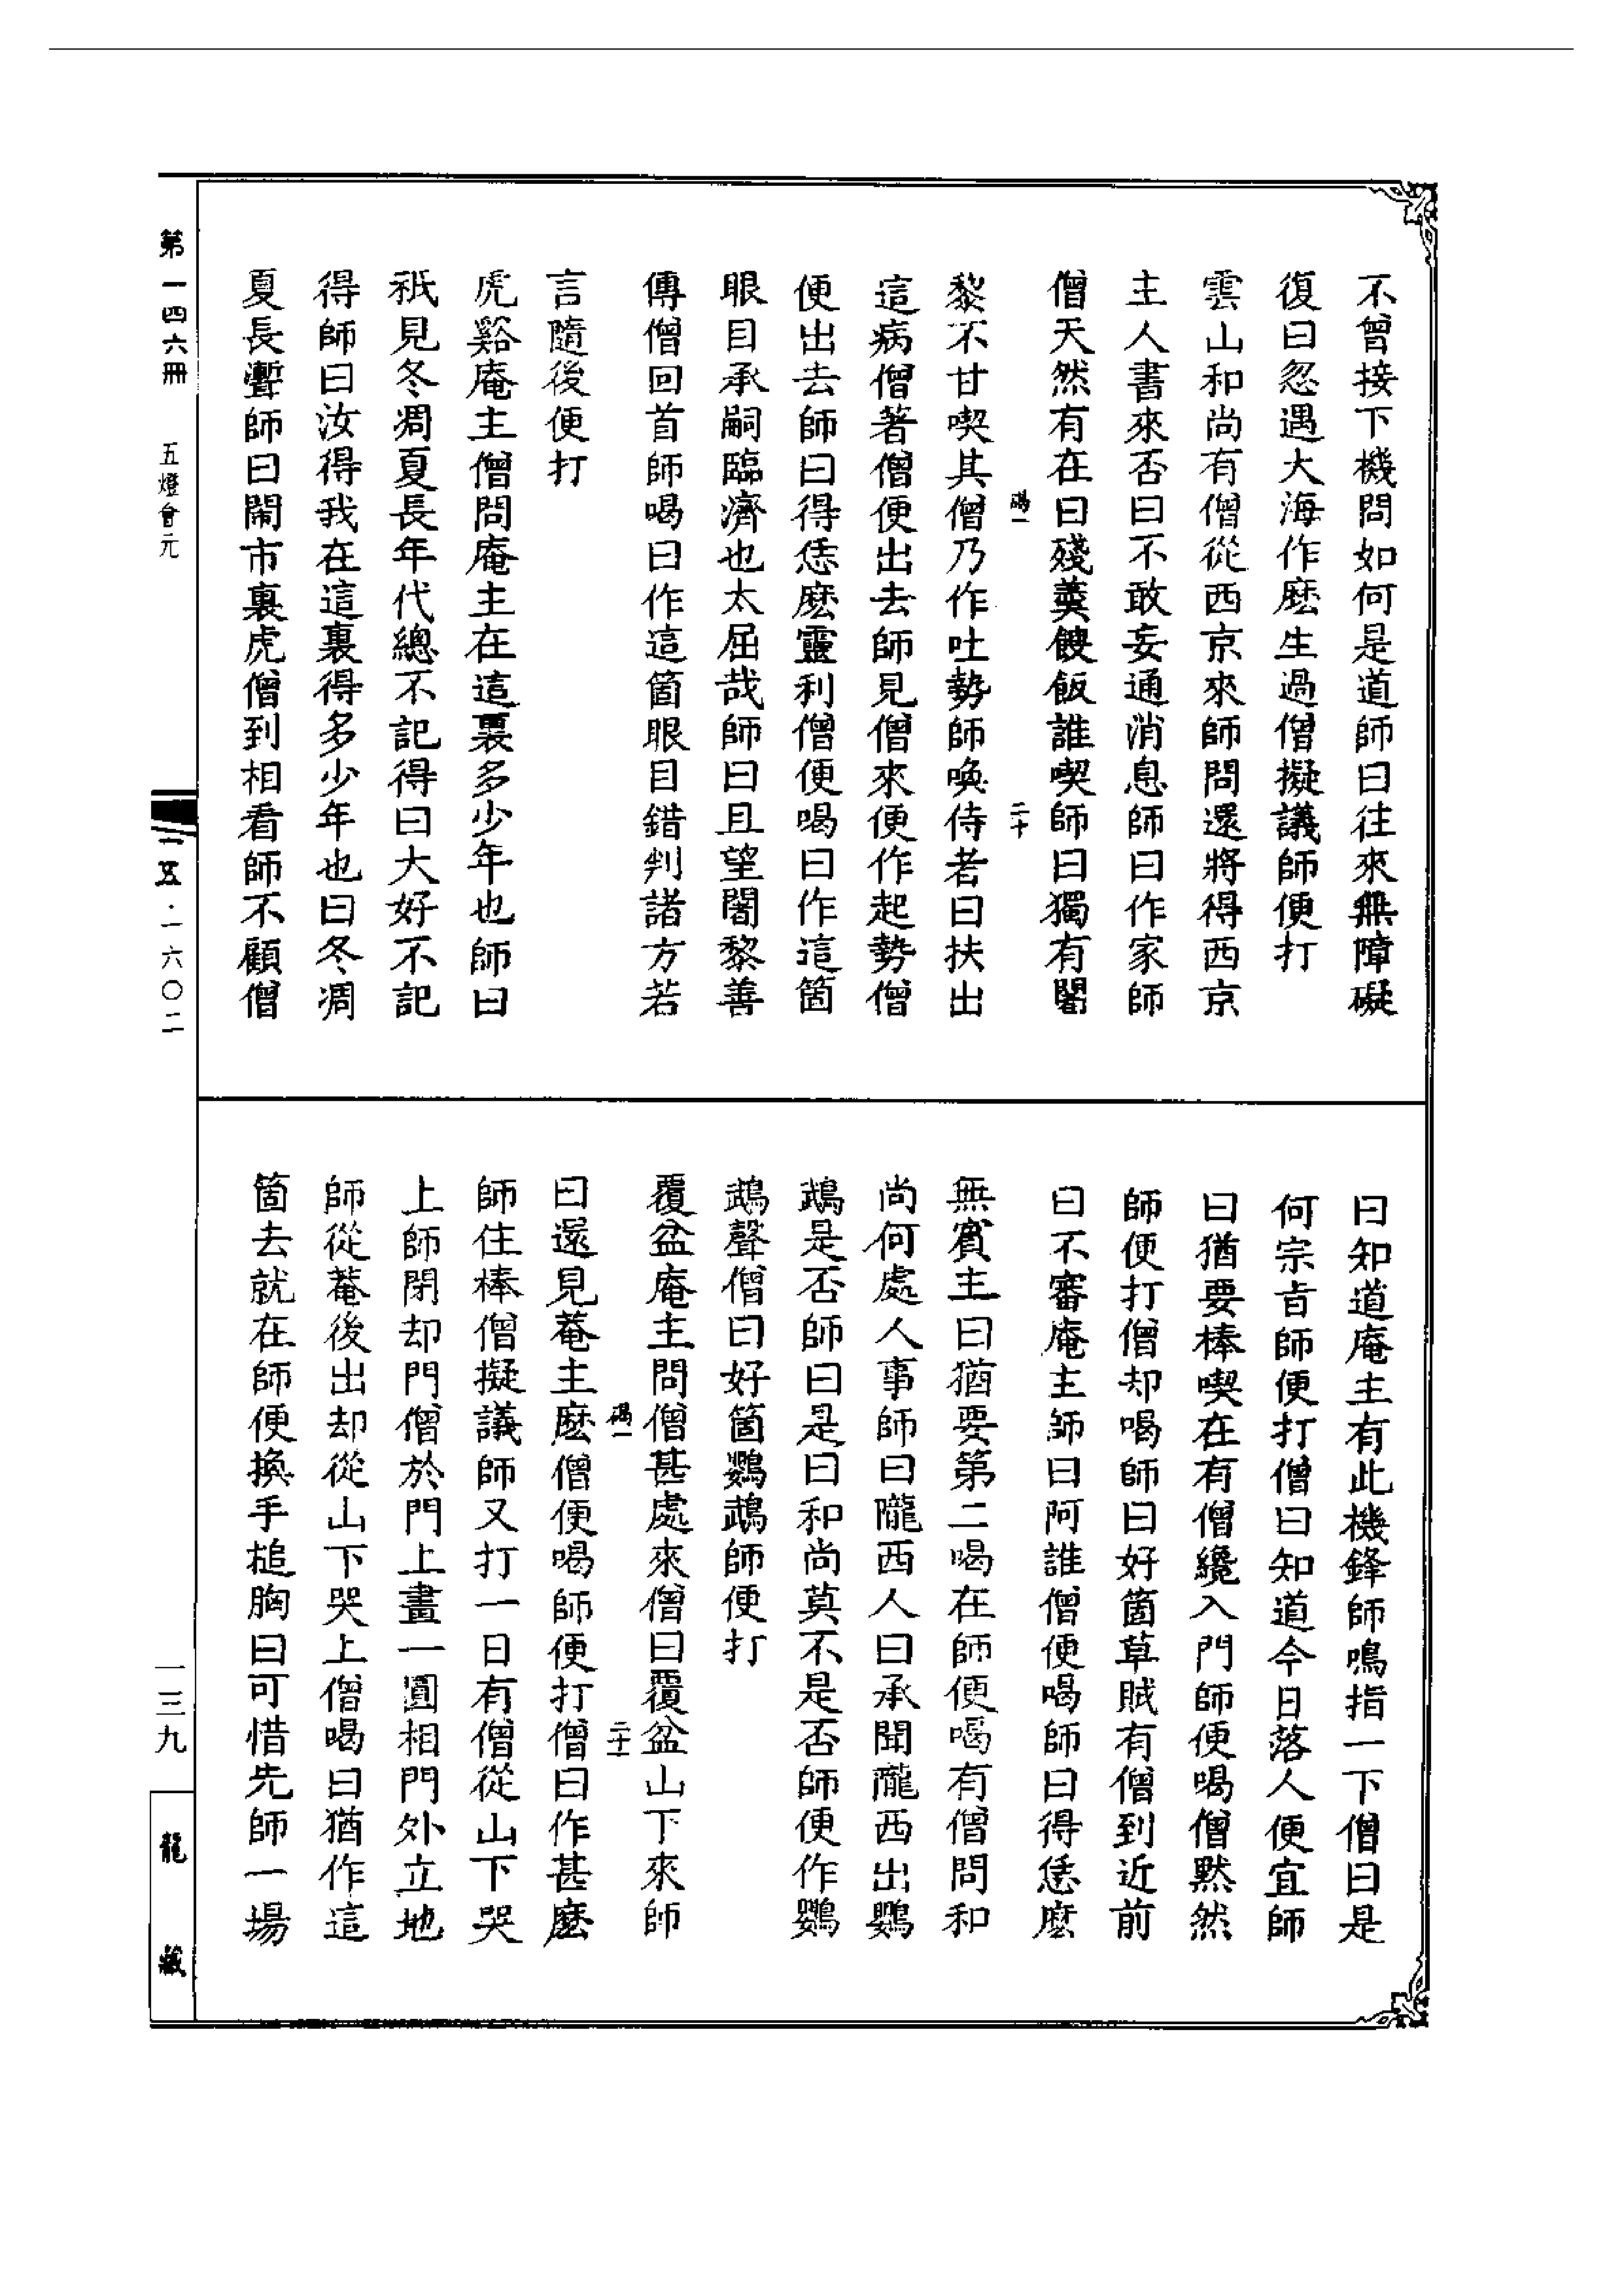 不曾接下機問如何是道師曰往來無障礙
復曰忽遇大海作麽生過僧擬議師便打
雲山和尚有僧從西京來師問還將得西京
主人書來否曰不敢妄通消息師曰作家師
僧天然有在曰殘羹餿飯誰喫師曰獨有闍
碣一 二十
黎不甘喫其僧乃作吐勢師喚侍者曰扶出
這病僧著僧便出去師見僧來便作起勢僧
便出去師曰得恁麽靈利僧便喝曰作這箇
眼目承嗣臨濟也太屈哉師曰且望闍黎善
傳僧回首師喝曰作這箇眼目錯判諸方若
言隨後便打
虎谿庵主僧問庵主在這裏多少年也師曰
祇見冬凋夏長年代總不記得曰大好不記
得師曰汝得我在這裏得多少年也曰冬凋
夏長聻師曰鬧市裏虎僧到相看師不顧僧
曰知道庵主有此機鋒師鳴指一下僧曰是
何宗旨師便打僧曰知道今日落人便宜師
曰猶要棒喫在有僧纔入門師便喝僧默然
師便打僧却喝師曰好箇草賊有僧到近前
曰不審庵主師曰阿誰僧便喝師曰得恁麽
無賓主曰猶要第二喝在師便喝有僧問和
尚何處人事師曰隴西人曰承聞隴西出鸚
鵡是否師曰是曰和尚莫不是否師便作鸚
鵡聲僧曰好箇鸚鵡師便打
覆盆庵主問僧甚處來僧曰覆盆山下來師
碣一 二十一
曰還見菴主麽僧便喝師便打僧曰作甚麽
師住棒僧擬議師又打一日有僧從山下哭
上師閉却門僧於門上畫一圓相門外立地
師從菴後出却從山下哭上僧喝曰猶作這
箇去就在師便換手搥胸曰可惜先師一場
第一四六冊 五燈會元
一五·一六〇二
一三九
龍藏